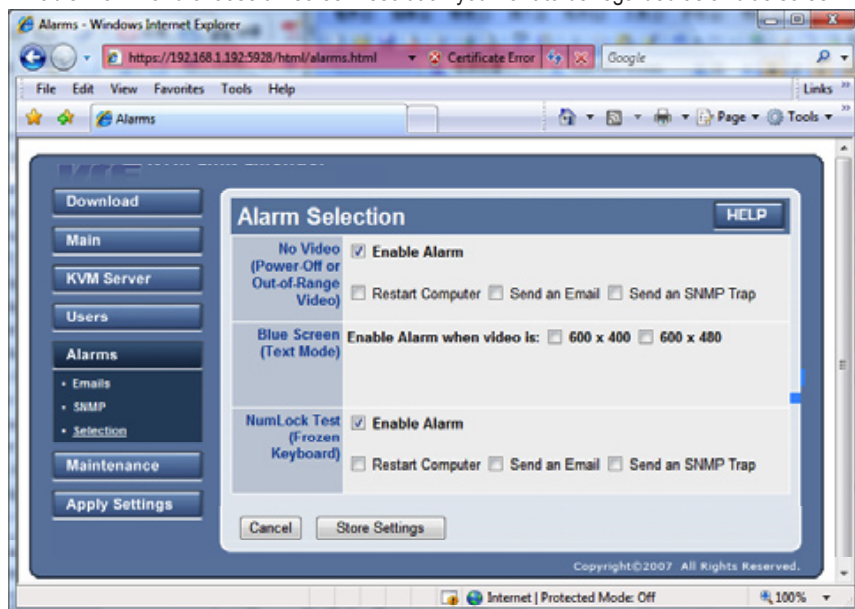 Alarms - Windows Internet Explorer
https://192.168.1.192:5928/html/alarms.html
Certificate Error
Google
File Edit View Favorites Tools Help
Links
Alarms
Page
Tools
Download
Main
KVM Server
Users
Alarms
• Emails
• SNMP
• Selection
Maintenance
Apply Settings
Alarm Selection
HELP
No Video
(Power-Off or
Out-of-Range
Video)
Enable Alarm
Restart Computer Send an Email Send an SNMP Trap
Blue Screen
(Text Mode)
Enable Alarm when video is: 600 x 400 600 x 480
NumLock Test
(Frozen
Keyboard)
Enable Alarm
Restart Computer Send an Email Send an SNMP Trap
Cancel
Store Settings
Copyright©2007 All Rights Reserved.
Internet | Protected Mode: Off
100%